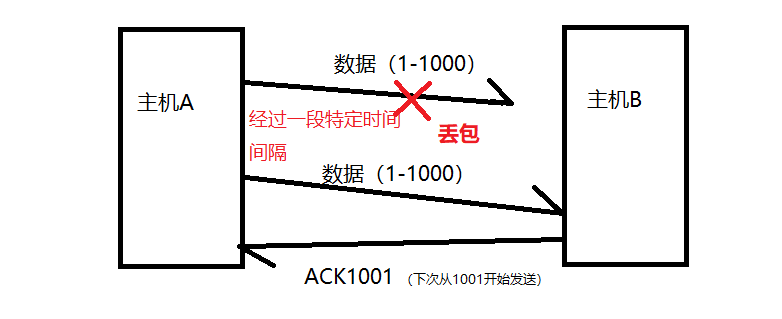 数据（1-1000）
主机A
主机B
经过一段特定时间
间隔
丢包
数据（1-1000）
ACK1001（下次从1001开始发送）